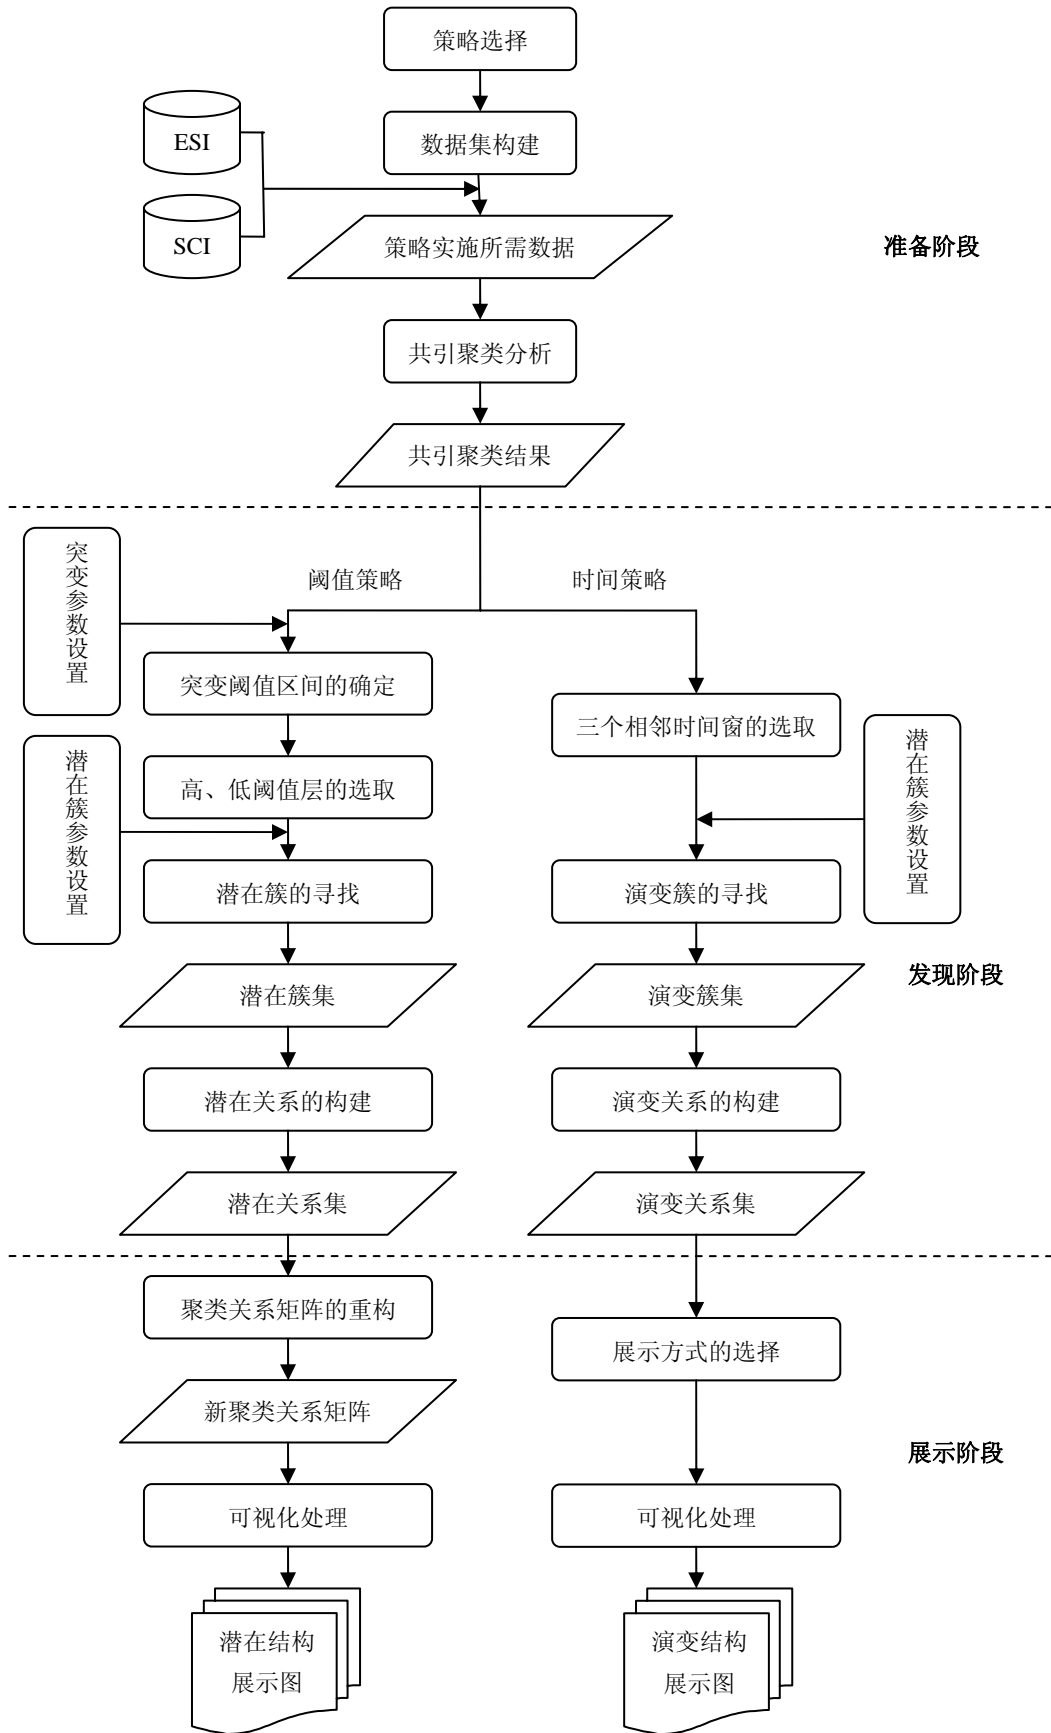 策略选择
ESI
数据集构建
SCI
策略实施所需数据
准备阶段
共引聚类分析
共引聚类结果
突变参数设置
阈值策略
时间策略
突变阈值区间的确定
三个相邻时间窗的选取
潜在簇参数设置
潜在簇参数设置
高、低阈值层的选取
潜在簇的寻找
演变簇的寻找
发现阶段
潜在簇集
演变簇集
潜在关系的构建
演变关系的构建
潜在关系集
演变关系集
聚类关系矩阵的重构
展示方式的选择
新聚类关系矩阵
展示阶段
可视化处理
可视化处理
潜在结构
展示图
演变结构
展示图